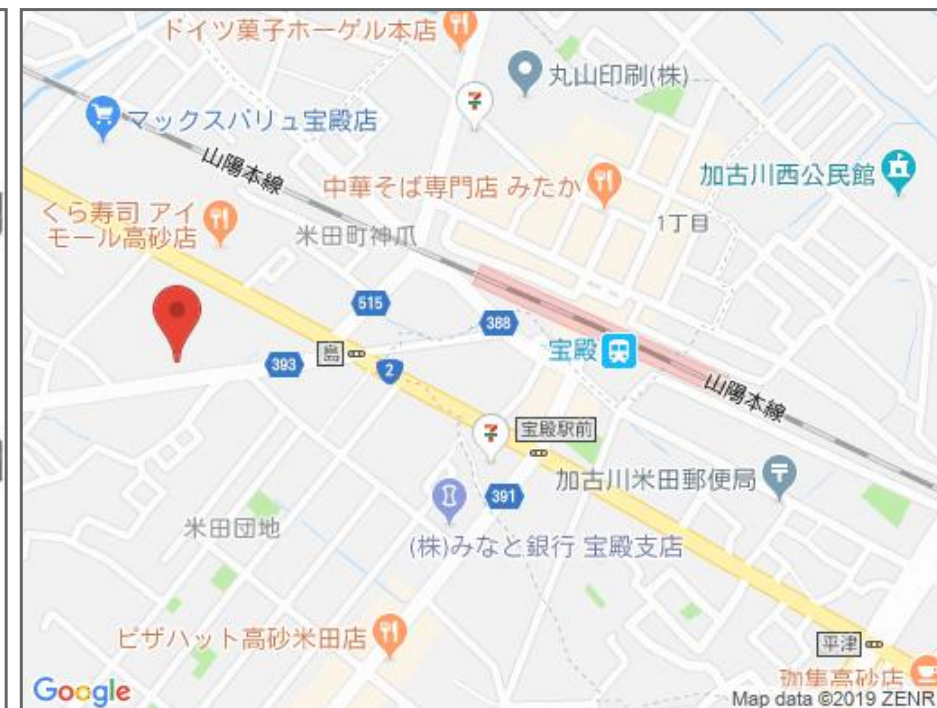 ドイツ菓子ホーゲル本店
丸山印刷(株)
マックスバリュ宝殿店
山陽本線
中華そば専門店 みたか
加古川西公民館
くら寿司 アイ
モール高砂店
米田町神爪
1丁目
515
388
宝殿
393
島
2
山陽本線
宝殿駅前
加古川米田郵便局
391
米田団地
(株)みなと銀行 宝殿支店
ピザハット高砂米田店
平津
珈集高砂店
Google
Map data ©2019 ZENR